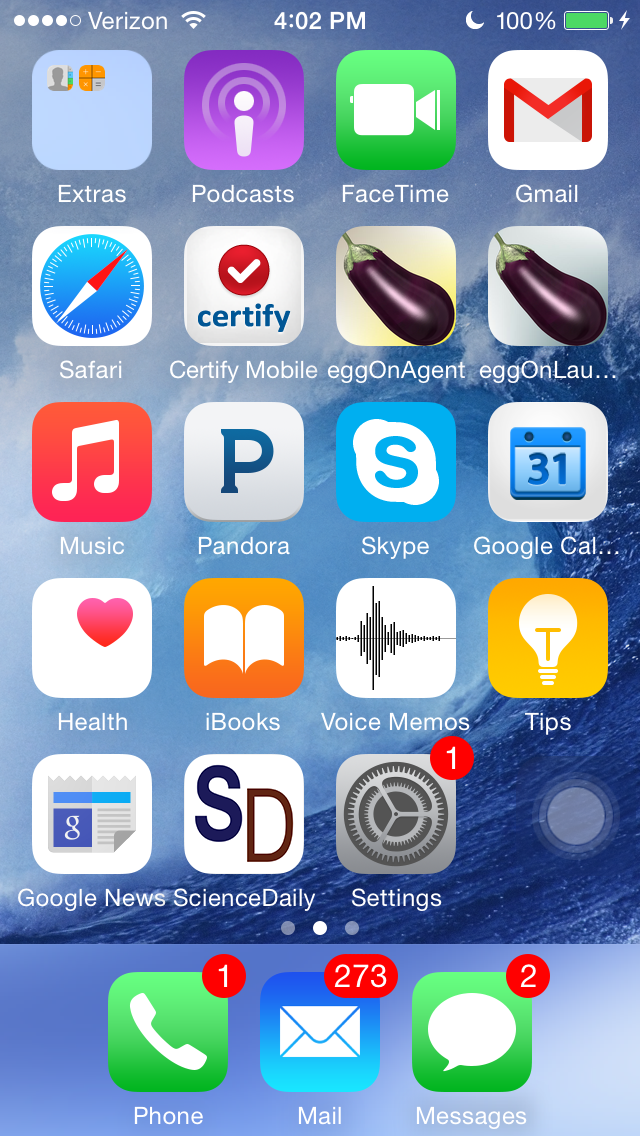 Verizon 4:02 PM 100%
Extras Podcasts FaceTime Gmail
certify
Safari Certify Mobile eggOnAgent eggOnLau...
P S 31
Music Pandora Skype Google Cal...
Health iBooks Voice Memos Tips
g SD 1
Google News ScienceDaily Settings
1 273 2
Phone Mail Messages